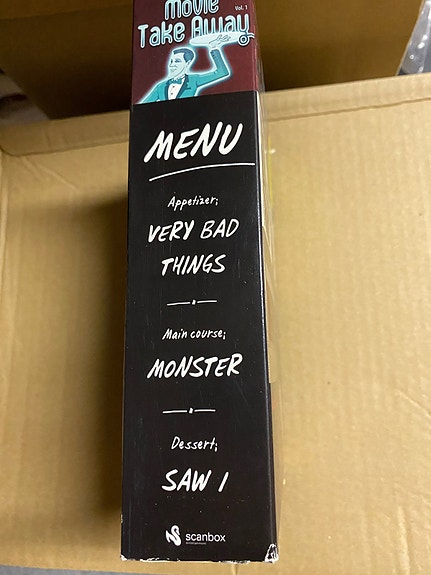 Movie
Vol. 1
Take Away
MENU
Appetizer;
VERY BAD
THINGS
Main course;
MONSTER
Dessert;
SAW I
scanbox